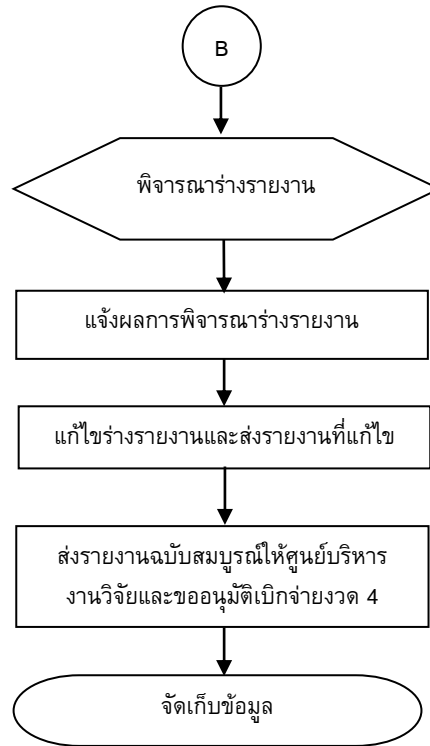 B
พิจารณาร่างรายงาน
แจ้งผลการพิจารณาร่างรายงาน
แก้ไขร่างรายงานและส่งรายงานที่แก้ไข
ส่งรายงานฉบับสมบูรณ์ให้ศูนย์บริหาร
งานวิจัยและขออนุมัติเบิกจ่ายงวด 4
จัดเก็บข้อมูล